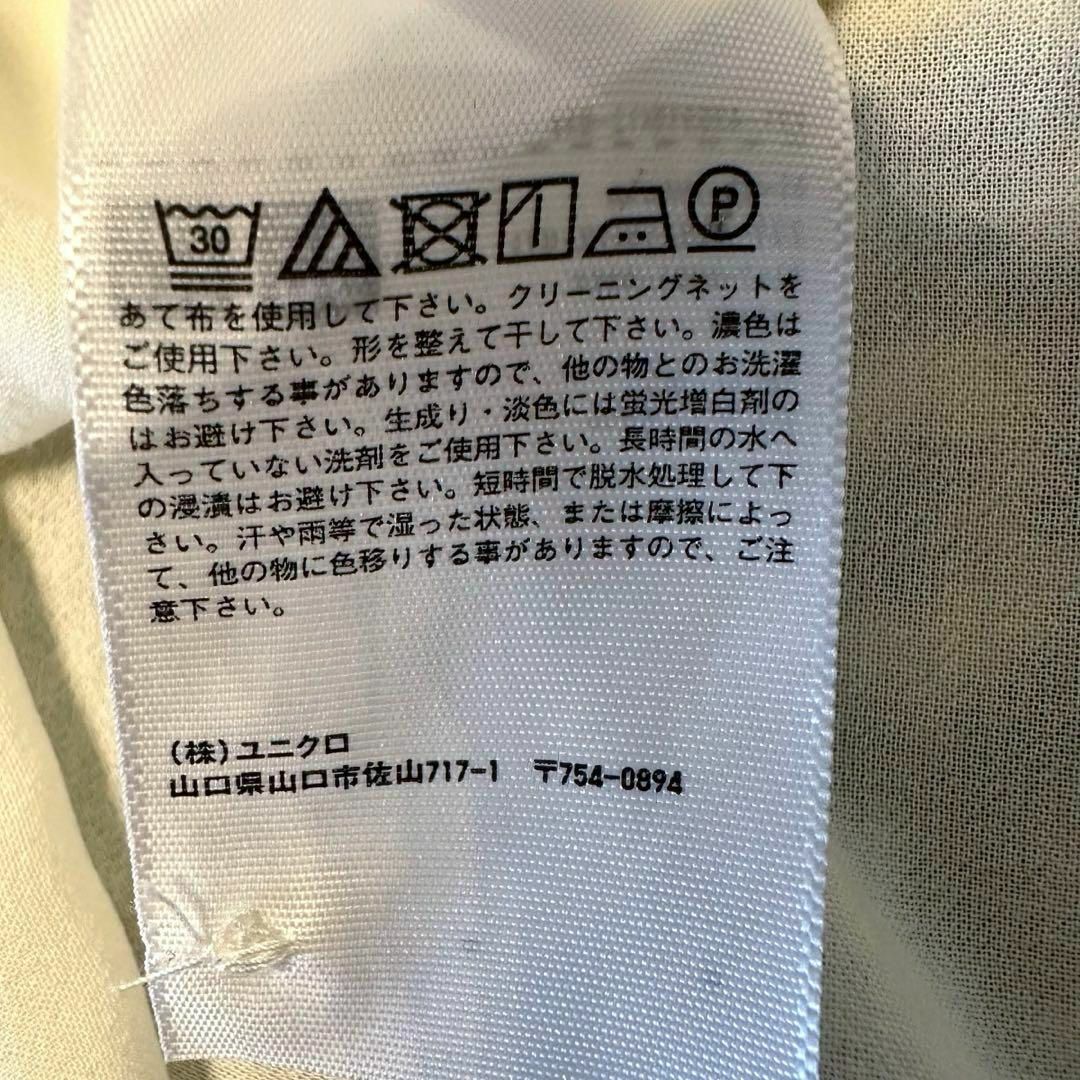 30 P
あて布を使用して下さい。クリーニングネットを
ご使用下さい。形を整えて干して下さい。濃色は
色落ちする事がありますので、他の物とのお洗濯
はお避け下さい。生成り・淡色には蛍光増白剤の
入っていない洗剤をご使用下さい。長時間の水へ
の浸漬はお避け下さい。短時間で脱水処理して下
さい。汗や雨等で湿った状態、または摩擦によっ
て、他の物に色移りする事がありますので、ご注
意下さい。
(株)ユニクロ
山口県山口市佐山717-1 〒754-0894